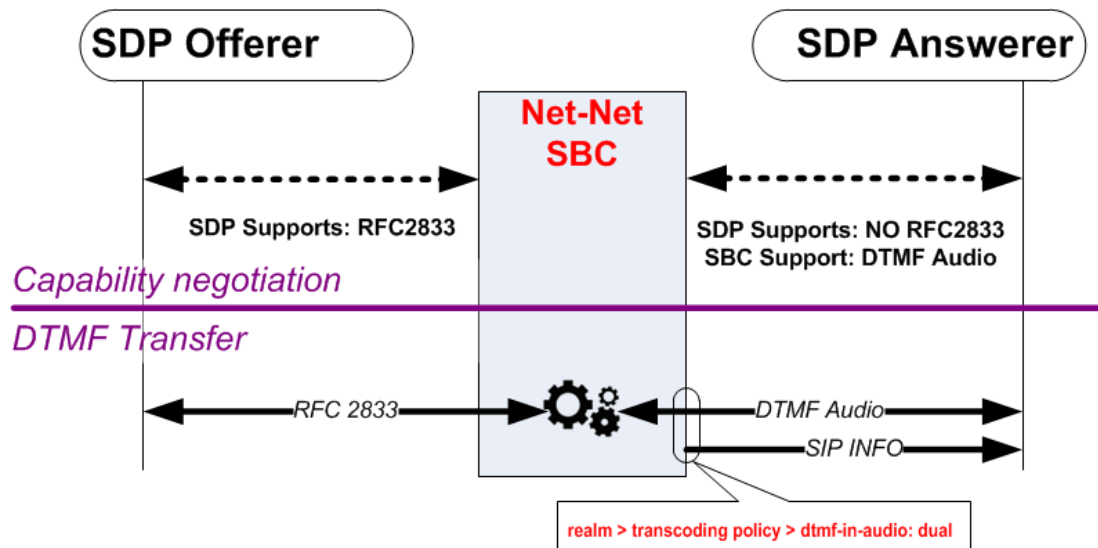 SDP Offerer
SDP Answerer
Net-Net
SBC
SDP Supports: RFC2833
SDP Supports: NO RFC2833
SBC Support: DTMF Audio
Capability negotiation
DTMF Transfer
RFC 2833
DTMF Audio
SIP INFO
realm > transcoding policy > dtmf-in-audio: dual